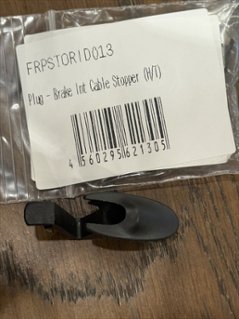 FRPSTORID013
Plug - Brake Int Cable Stopper (H/T)
4 560295 621305